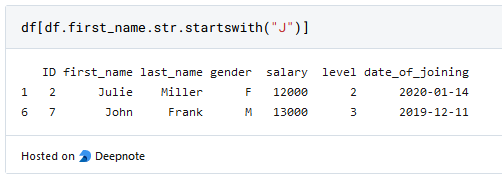 df[df.first_name.str.startswith("J")]
ID first_name last_name gender salary level date_of_joining
1 2 Julie Miller F 12000 2 2020-01-14
6 7 John Frank M 13000 3 2019-12-11
Hosted on Deepnote